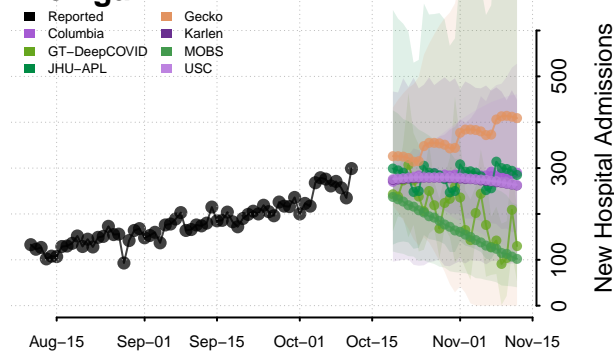 Reported
Columbia
GT−DeepCOVID
JHU−APL
Gecko
Karlen
MOBS
USC
500
300
100
0
New Hospital Admissions
Aug−15
Sep−01
Sep−15
Oct−01
Oct−15
Nov−01
Nov−15